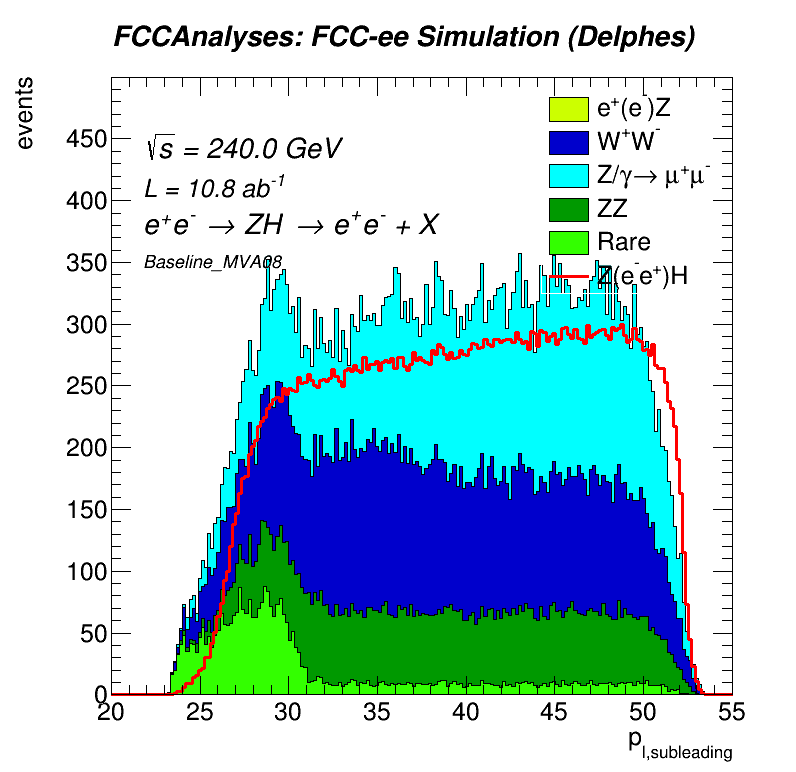 FCCAnalyses: FCC-ee Simulation (Delphes)
events
√s = 240.0 GeV
L = 10.8 ab⁻¹
e⁺e⁻ → ZH → e⁺e⁻ + X
Baseline_MVA08
e⁺(e⁻)Z
W⁺W⁻
Z/γ→ μ⁺μ⁻
ZZ
Rare
Z(e⁻e⁺)H
450
400
350
300
250
200
150
100
50
0
20 25 30 35 40 45 50 55
p_l,subleading